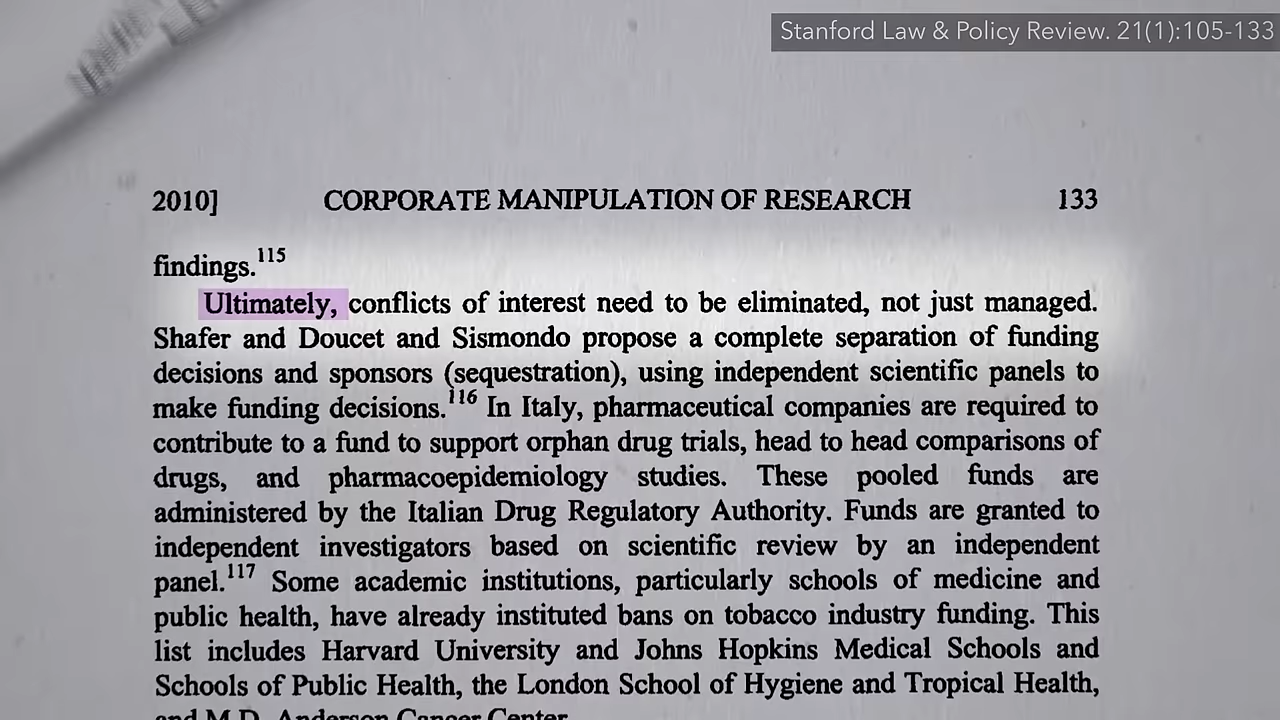 Stanford Law & Policy Review. 21(1):105-133
2010] CORPORATE MANIPULATION OF RESEARCH 133
findings.115
Ultimately, conflicts of interest need to be eliminated, not just managed.
Shafer and Doucet and Sismondo propose a complete separation of funding
decisions and sponsors (sequestration), using independent scientific panels to
make funding decisions.116 In Italy, pharmaceutical companies are required to
contribute to a fund to support orphan drug trials, head to head comparisons of
drugs, and pharmacoepidemiology studies. These pooled funds are
administered by the Italian Drug Regulatory Authority. Funds are granted to
independent investigators based on scientific review by an independent
panel.117 Some academic institutions, particularly schools of medicine and
public health, have already instituted bans on tobacco industry funding. This
list includes Harvard University and Johns Hopkins Medical Schools and
Schools of Public Health, the London School of Hygiene and Tropical Health,
and M.D. Anderson Cancer Center.